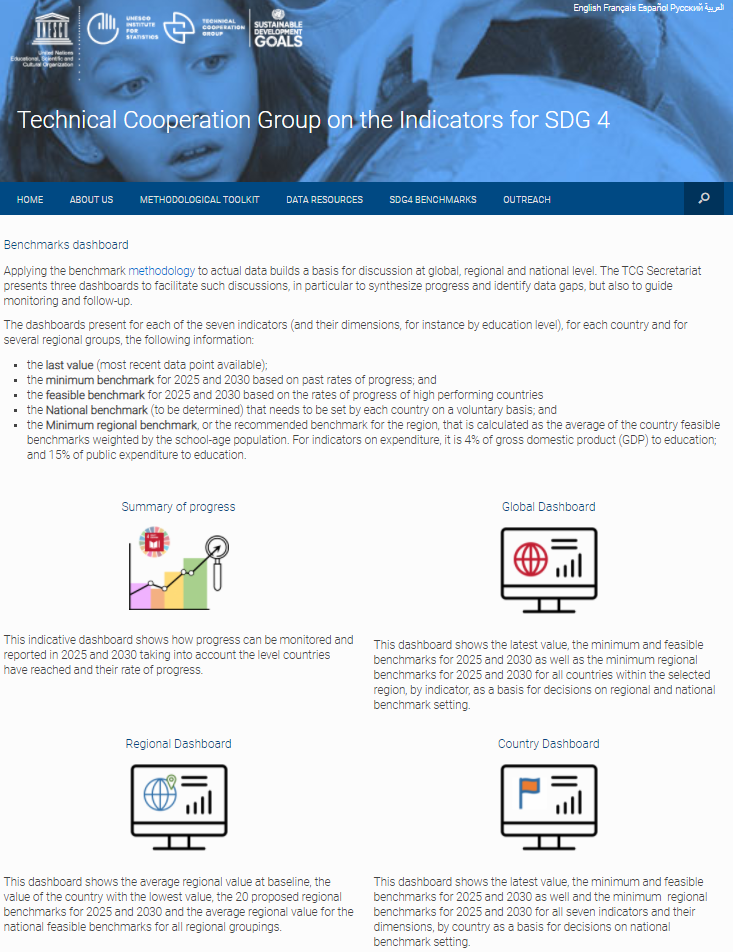 English Français Español Русский العربية
UNESCO
United Nations
Educational, Scientific and
Cultural Organization
UNESCO
INSTITUTE
FOR
STATISTICS
TECHNICAL
COOPERATION
GROUP
SUSTAINABLE
DEVELOPMENT
GOALS
Technical Cooperation Group on the Indicators for SDG 4
HOME ABOUT US METHODOLOGICAL TOOLKIT DATA RESOURCES SDG4 BENCHMARKS OUTREACH
Benchmarks dashboard
Applying the benchmark methodology to actual data builds a basis for discussion at global, regional and national level. The TCG Secretariat
presents three dashboards to facilitate such discussions, in particular to synthesize progress and identify data gaps, but also to guide
monitoring and follow-up.
The dashboards present for each of the seven indicators (and their dimensions, for instance by education level), for each country and for
several regional groups, the following information:
▪ the last value (most recent data point available);
▪ the minimum benchmark for 2025 and 2030 based on past rates of progress; and
▪ the feasible benchmark for 2025 and 2030 based on the rates of progress of high performing countries
▪ the National benchmark (to be determined) that needs to be set by each country on a voluntary basis; and
▪ the Minimum regional benchmark, or the recommended benchmark for the region, that is calculated as the average of the country feasible
benchmarks weighted by the school-age population. For indicators on expenditure, it is 4% of gross domestic product (GDP) to education;
and 15% of public expenditure to education.
Summary of progress
This indicative dashboard shows how progress can be monitored and
reported in 2025 and 2030 taking into account the level countries
have reached and their rate of progress.
Global Dashboard
This dashboard shows the latest value, the minimum and feasible
benchmarks for 2025 and 2030 as well as the minimum regional
benchmarks for 2025 and 2030 for all countries within the selected
region, by indicator, as a basis for decisions on regional and national
benchmark setting.
Regional Dashboard
This dashboard shows the average regional value at baseline, the
value of the country with the lowest value, the 20 proposed regional
benchmarks for 2025 and 2030 and the average regional value for the
national feasible benchmarks for all regional groupings.
Country Dashboard
This dashboard shows the latest value, the minimum and feasible
benchmarks for 2025 and 2030 as well and the minimum regional
benchmarks for 2025 and 2030 for all seven indicators and their
dimensions, by country as a basis for decisions on national
benchmark setting.